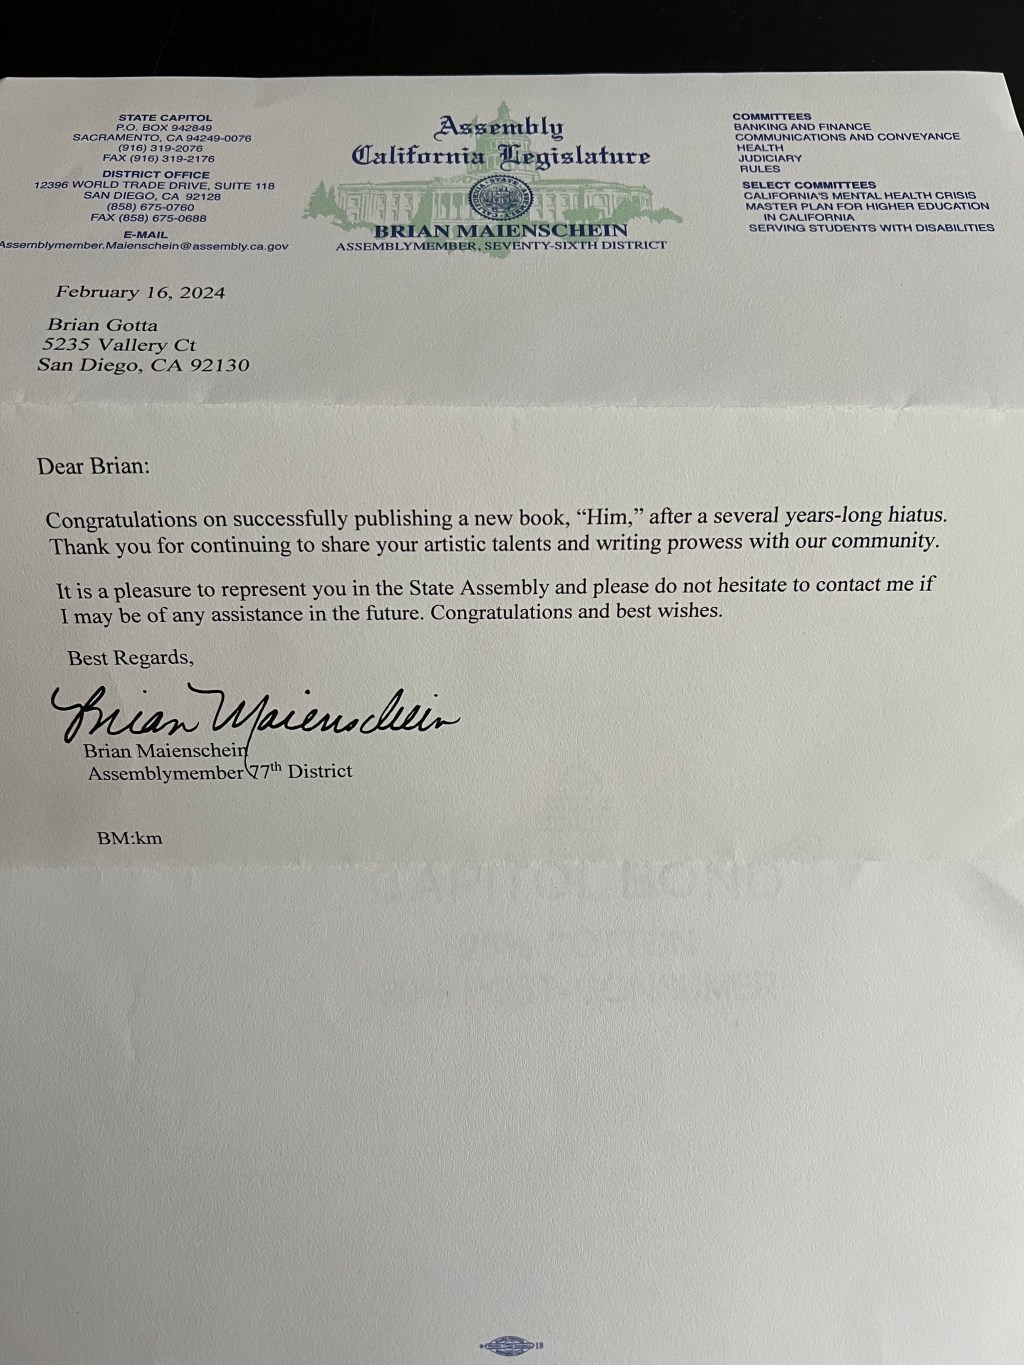 STATE CAPITOL
P.O. BOX 942849
SACRAMENTO, CA 94249-0076
(916) 319-2076
FAX (916) 319-2176
DISTRICT OFFICE
12396 WORLD TRADE DRIVE, SUITE 118
SAN DIEGO, CA 92128
(858) 675-0760
FAX (858) 675-0688
E-MAIL
Assemblymember.Maienschein@assembly.ca.gov
Assembly
California Legislature
BRIAN MAIENSCHEIN
ASSEMBLYMEMBER, SEVENTY-SIXTH DISTRICT
COMMITTEES
BANKING AND FINANCE
COMMUNICATIONS AND CONVEYANCE
HEALTH
JUDICIARY
RULES
SELECT COMMITTEES
CALIFORNIA'S MENTAL HEALTH CRISIS
MASTER PLAN FOR HIGHER EDUCATION
IN CALIFORNIA
SERVING STUDENTS WITH DISABILITIES
February 16, 2024
Brian Gotta
5235 Vallery Ct
San Diego, CA 92130
Dear Brian:
Congratulations on successfully publishing a new book, “Him,” after a several years-long hiatus.
Thank you for continuing to share your artistic talents and writing prowess with our community.
It is a pleasure to represent you in the State Assembly and please do not hesitate to contact me if
I may be of any assistance in the future. Congratulations and best wishes.
Best Regards,
Brian Maienschein
Brian Maienschein
Assemblymember 77th District
BM:km
CAPITOL BOND
COTTON
18